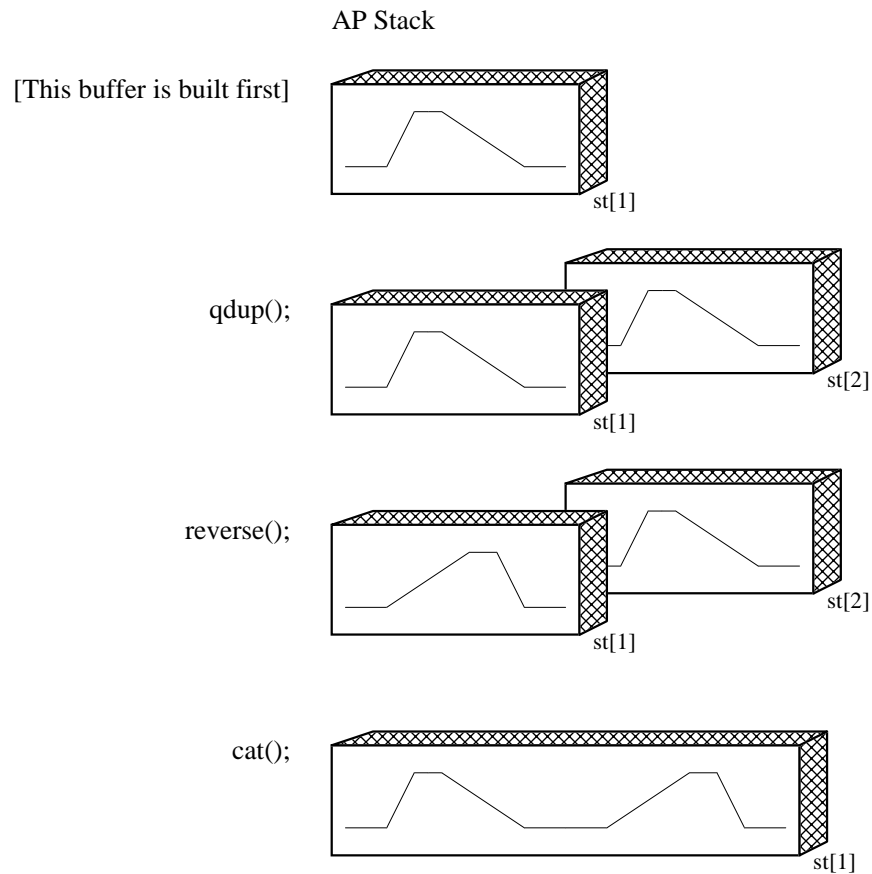 AP Stack
[This buffer is built first]
st[1]
qdup();
st[2]
st[1]
reverse();
st[2]
st[1]
cat();
st[1]